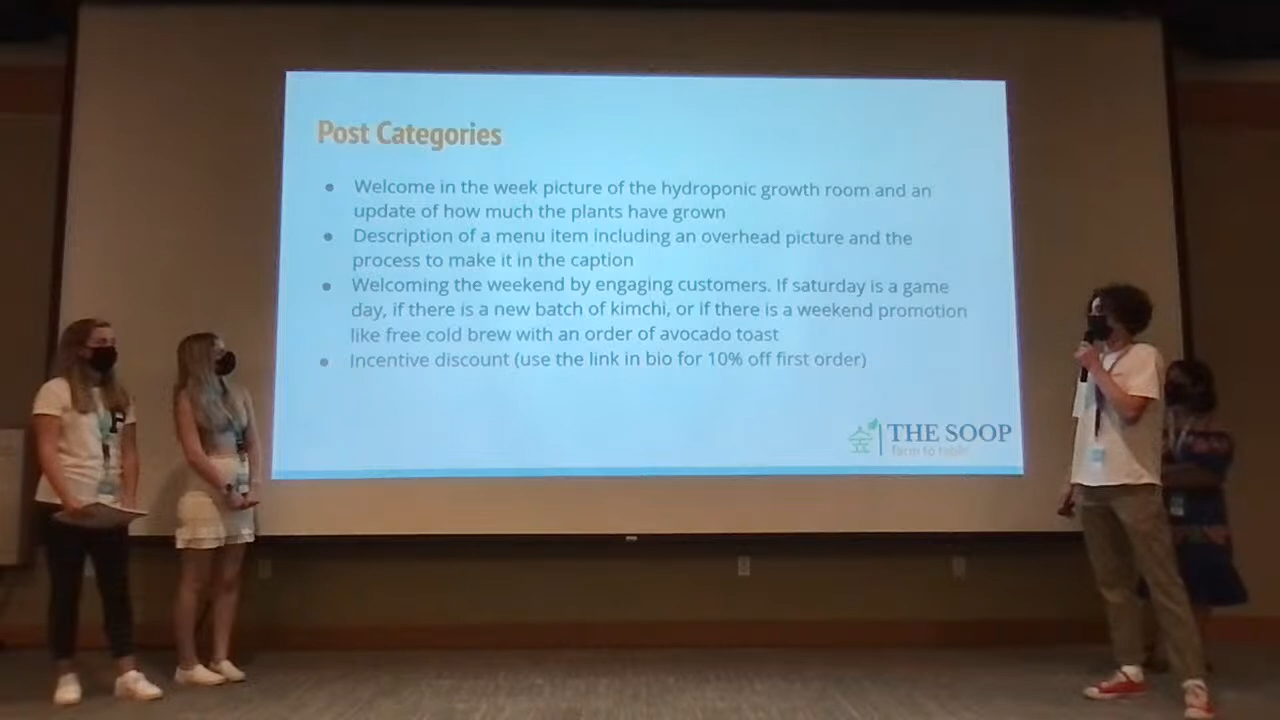 Post Categories
● Welcome in the week picture of the hydroponic growth room and an
update of how much the plants have grown
● Description of a menu item including an overhead picture and the
process to make it in the caption
● Welcoming the weekend by engaging customers. If saturday is a game
day, if there is a new batch of kimchi, or if there is a weekend promotion
like free cold brew with an order of avocado toast
● Incentive discount (use the link in bio for 10% off first order)
THE SOOP
farm to table
P